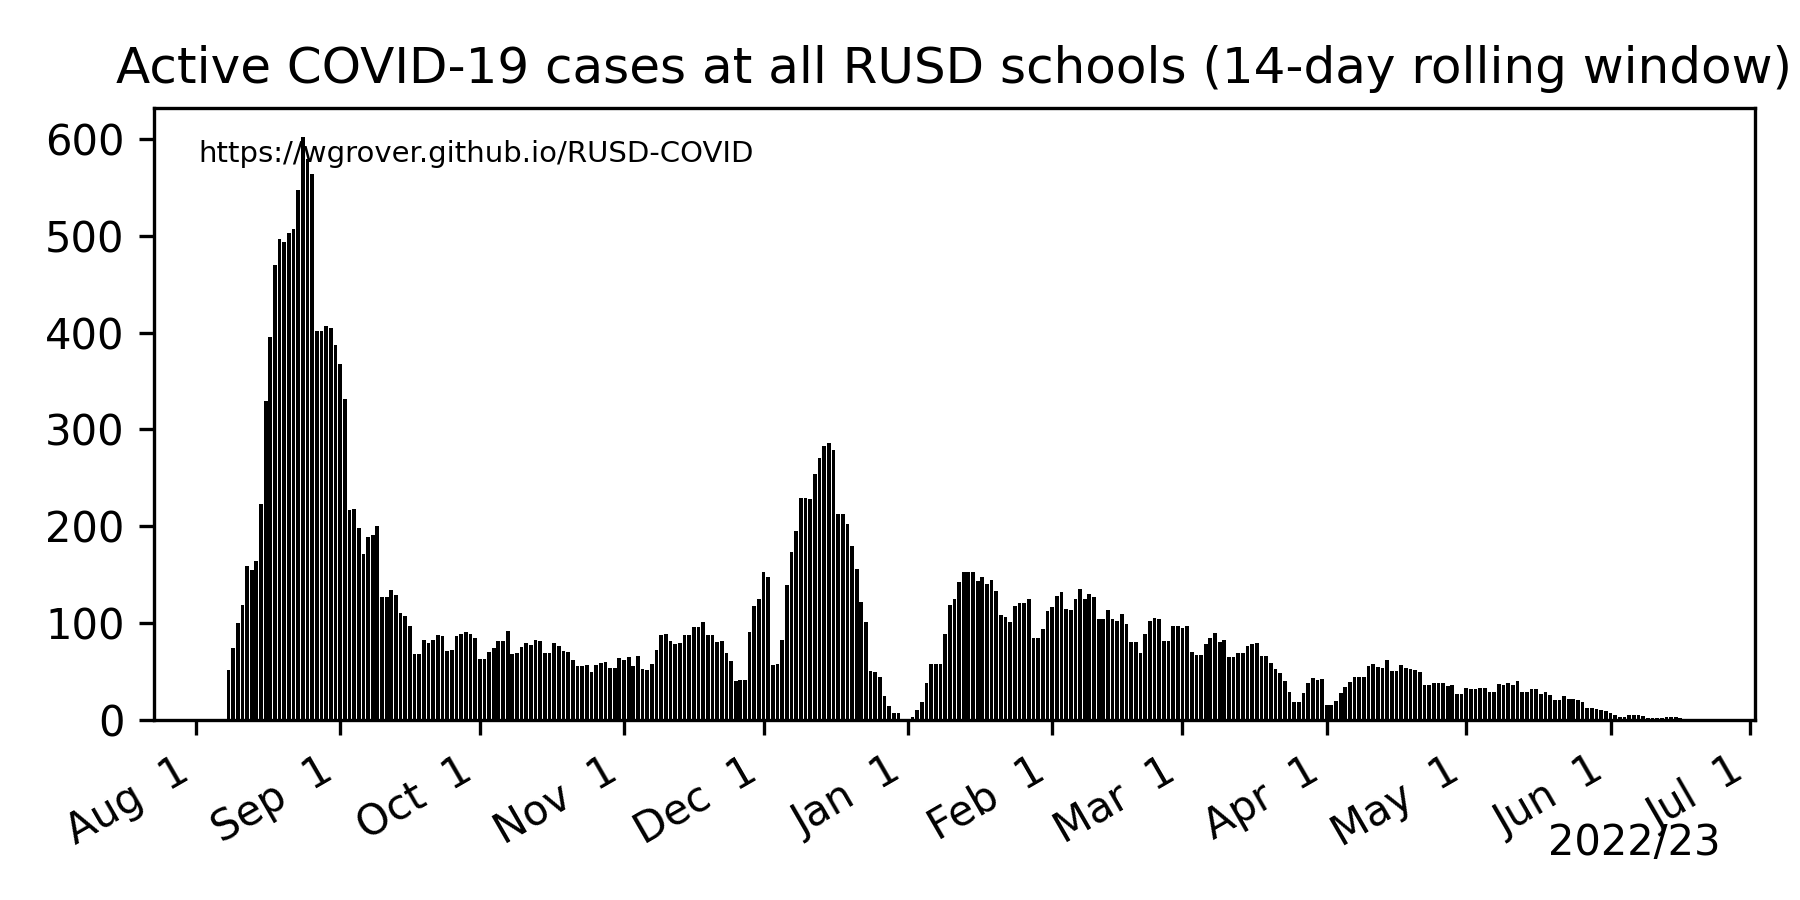 Active COVID-19 cases at all RUSD schools (14-day rolling window)
https://wgrover.github.io/RUSD-COVID
600
500
400
300
200
100
0
Aug 1
Sep 1
Oct 1
Nov 1
Dec 1
Jan 1
Feb 1
Mar 1
Apr 1
May 1
Jun 1
Jul 1
2022/23